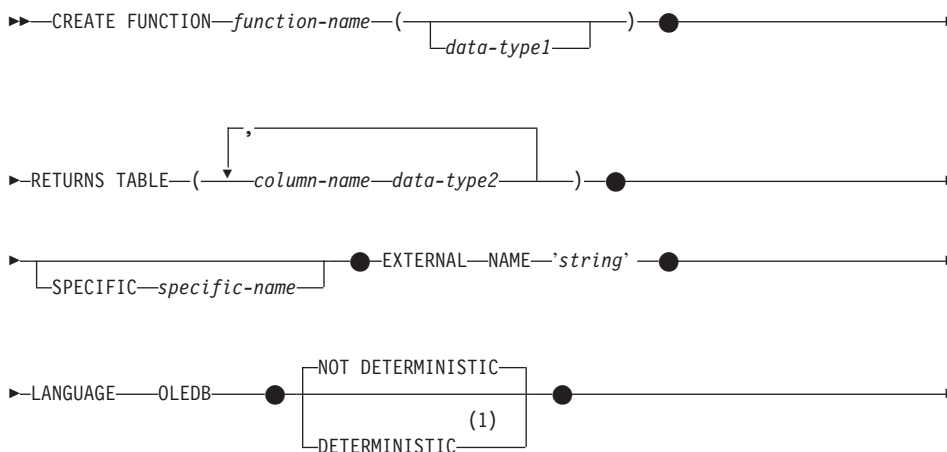 CREATE FUNCTION function-name ( )
data-type1
,
RETURNS TABLE ( column-name data-type2 )
EXTERNAL NAME 'string'
SPECIFIC specific-name
NOT DETERMINISTIC
LANGUAGE OLEDB
(1)
DETERMINISTIC